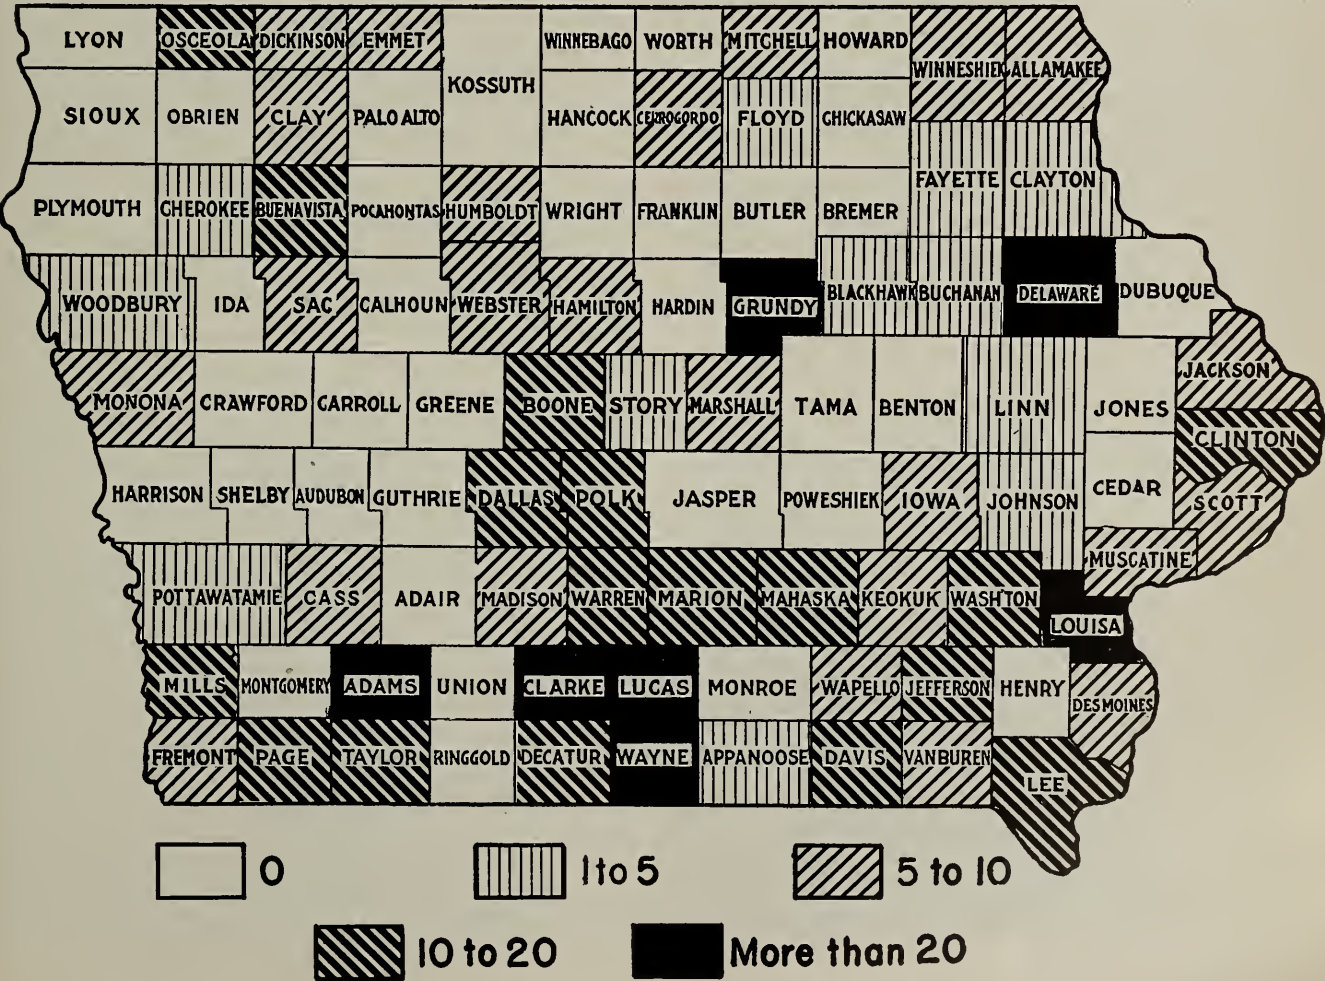 LYON OSCEOLA DICKINSON EMMET KOSSUTH WINNEBAGO WORTH MITCHELL HOWARD WINNESHIEK ALLAMAKEE
SIOUX OBRIEN CLAY PALO ALTO HANCOCK CERROGORDO FLOYD CHICKASAW
PLYMOUTH CHEROKEE BUENAVISTA POCAHONTAS HUMBOLDT WRIGHT FRANKLIN BUTLER BREMER FAYETTE CLAYTON
WOODBURY IDA SAC CALHOUN WEBSTER HAMILTON HARDIN GRUNDY BLACKHAWK BUCHANAN DELAWARE DUBUQUE
MONONA CRAWFORD CARROLL GREENE BOONE STORY MARSHALL TAMA BENTON LINN JONES JACKSON
CLINTON
HARRISON SHELBY AUDUBON GUTHRIE DALLAS POLK JASPER POWESHIEK IOWA JOHNSON CEDAR SCOTT
MUSCATINE
POTTAWATAMIE CASS ADAIR MADISON WARREN MARION MAHASKA KEOKUK WASHTON LOUISA
MILLS MONTGOMERY ADAMS UNION CLARKE LUCAS MONROE WAPELLO JEFFERSON HENRY DESMOINES
FREMONT PAGE TAYLOR RINGGOLD DECATUR WAYNE APPANOOSE DAVIS VANBUREN LEE
0 1 to 5 5 to 10
10 to 20 More than 20